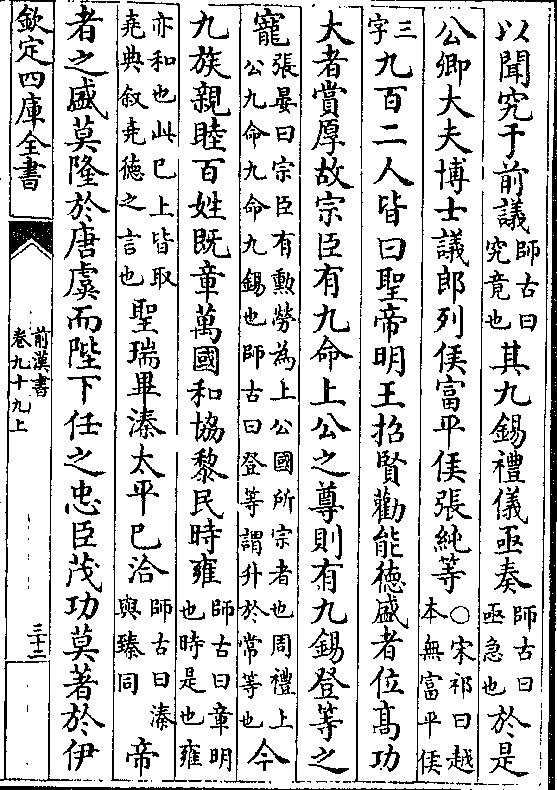 以聞究于前議師古曰究竟也其九錫禮儀亟奏師古曰亟急也於是
公卿大夫博士議郎列侯富平侯張純等○宋祁曰越本無富平侯
三字九百二人皆曰聖帝明王招賢勸能德盛者位髙功
大者賞厚故宗臣有九命上公之尊則有九錫登等之
寵張晏曰宗臣有勲勞為上公國所宗者也周禮上公九命九命九錫也師古曰登等謂升於常等也今
九族親睦百姓既章萬國和協黎民時雍師古曰章明也時是也雍
亦和也此巳上皆取堯典叙堯德之言也聖瑞畢溱太平巳洽師古曰溱與臻同帝
者之盛莫隆於唐虞而陛下任之忠臣茂功莫著於伊
欽定四庫全書
前漢書
卷九十九上
三十三